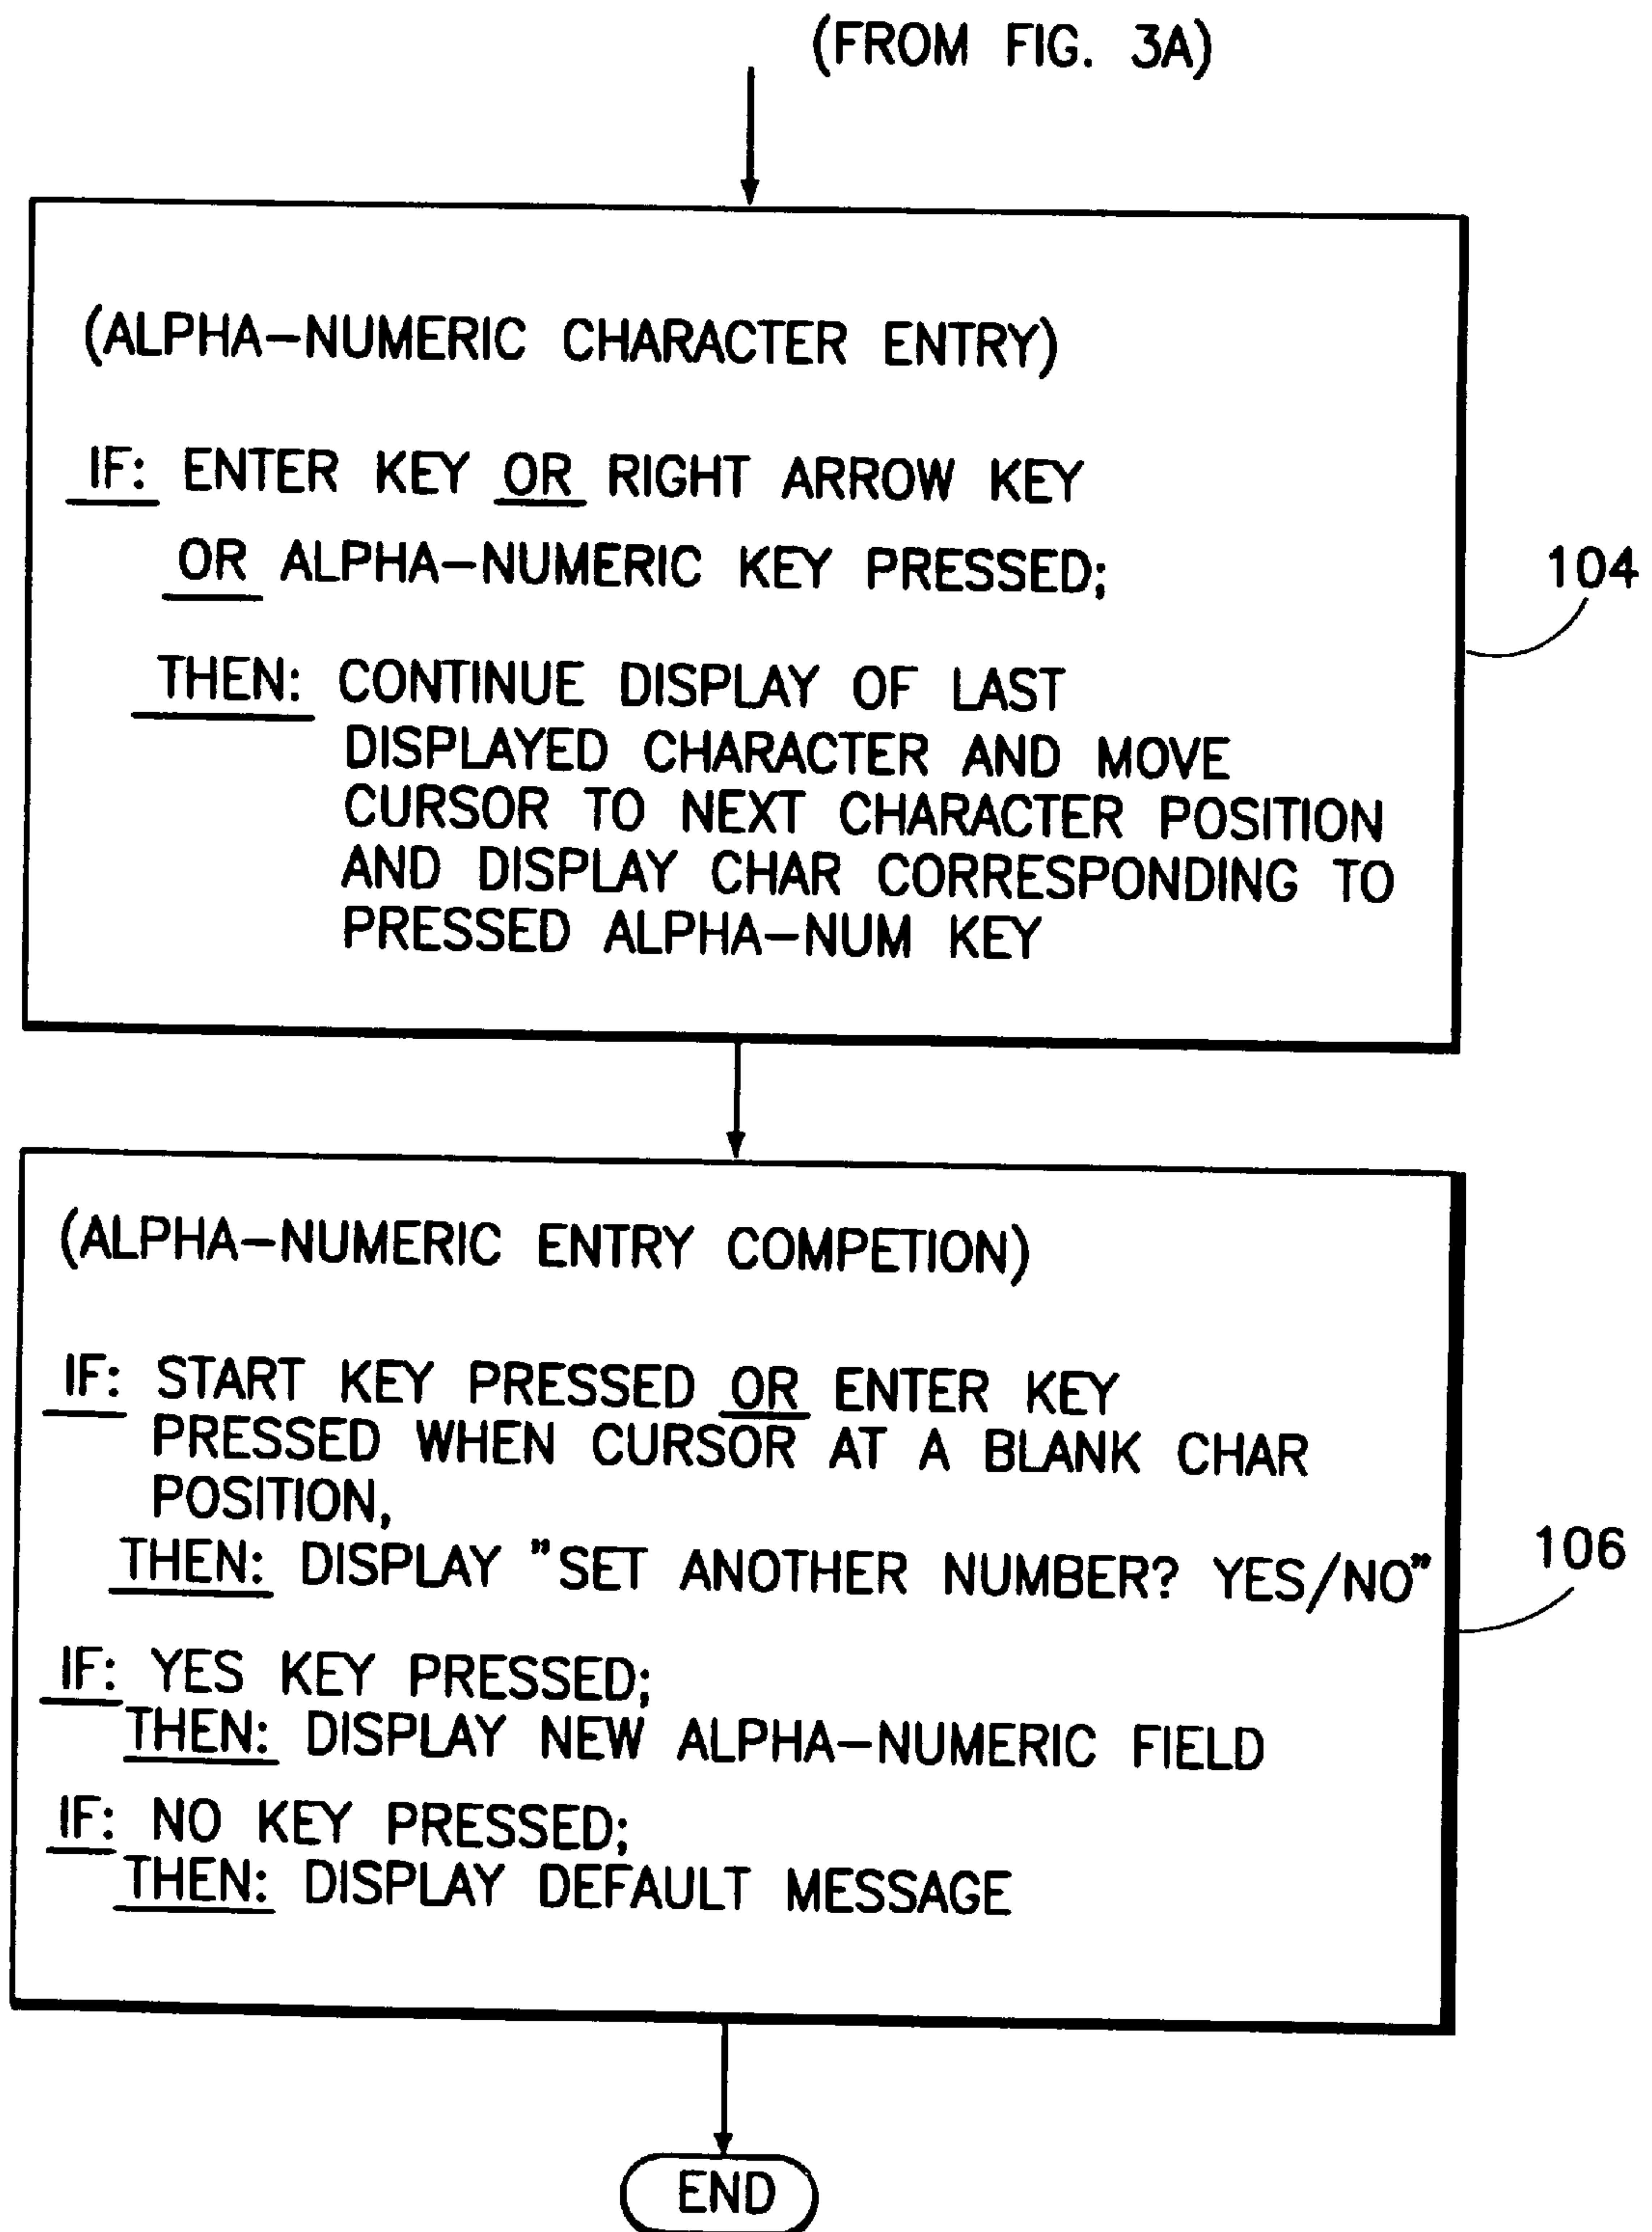 (FROM FIG. 3A)
(ALPHA-NUMERIC CHARACTER ENTRY)
IF: ENTER KEY OR RIGHT ARROW KEY
OR ALPHA-NUMERIC KEY PRESSED;
104
THEN: CONTINUE DISPLAY OF LAST
DISPLAYED CHARACTER AND MOVE
CURSOR TO NEXT CHARACTER POSITION
AND DISPLAY CHAR CORRESPONDING TO
PRESSED ALPHA-NUM KEY
(ALPHA-NUMERIC ENTRY COMPETION)
IF: START KEY PRESSED OR ENTER KEY
PRESSED WHEN CURSOR AT A BLANK CHAR
POSITION,
THEN: DISPLAY "SET ANOTHER NUMBER? YES/NO"
106
IF: YES KEY PRESSED;
THEN: DISPLAY NEW ALPHA-NUMERIC FIELD
IF: NO KEY PRESSED;
THEN: DISPLAY DEFAULT MESSAGE
END